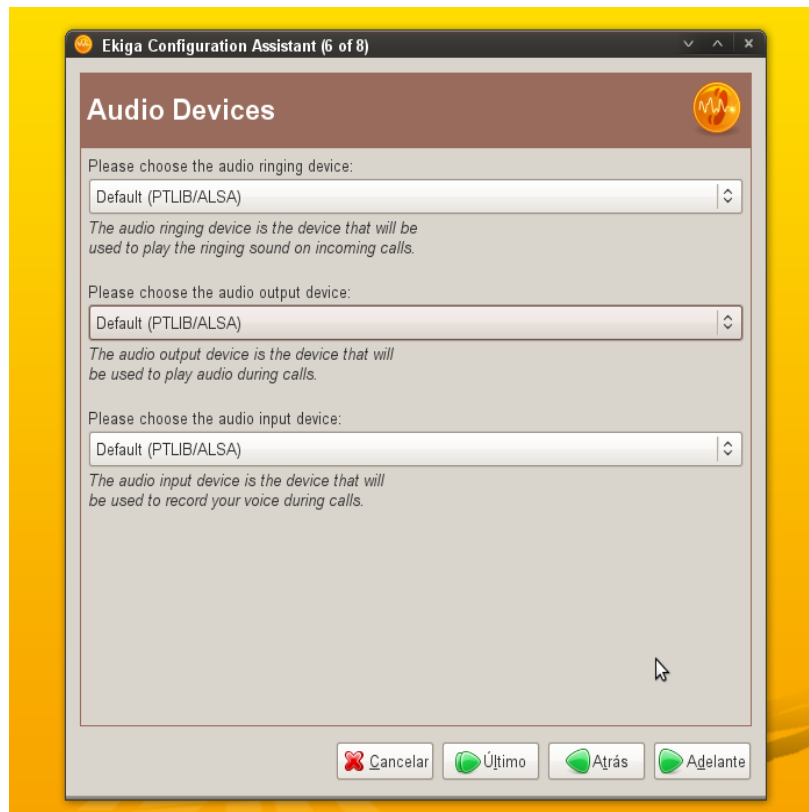 Ekiga Configuration Assistant (6 of 8)
Audio Devices
Please choose the audio ringing device:
Default (PTLIB/ALSA)
The audio ringing device is the device that will be
used to play the ringing sound on incoming calls.
Please choose the audio output device:
Default (PTLIB/ALSA)
The audio output device is the device that will
be used to play audio during calls.
Please choose the audio input device:
Default (PTLIB/ALSA)
The audio input device is the device that will
be used to record your voice during calls.
Cancelar Último Atrás Adelante